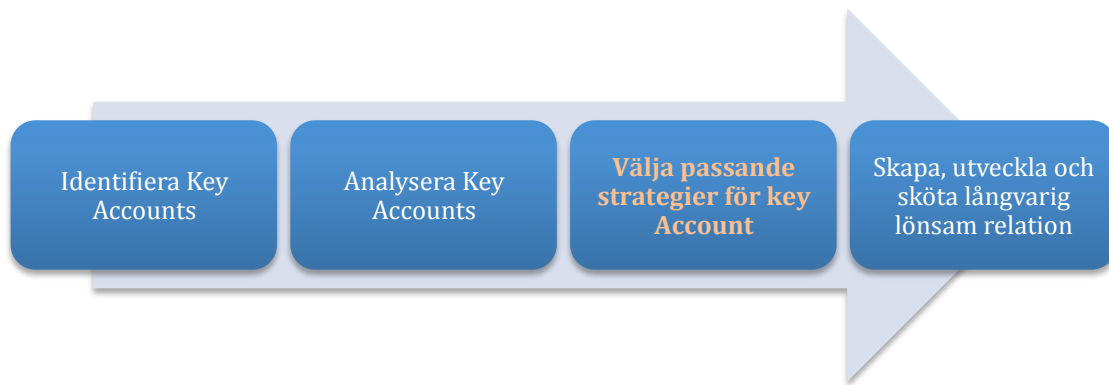 Identifiera Key
Accounts
Analysera Key
Accounts
Välja passande
strategier för key
Account
Skapa, utveckla och
sköta långvarig
lönsam relation